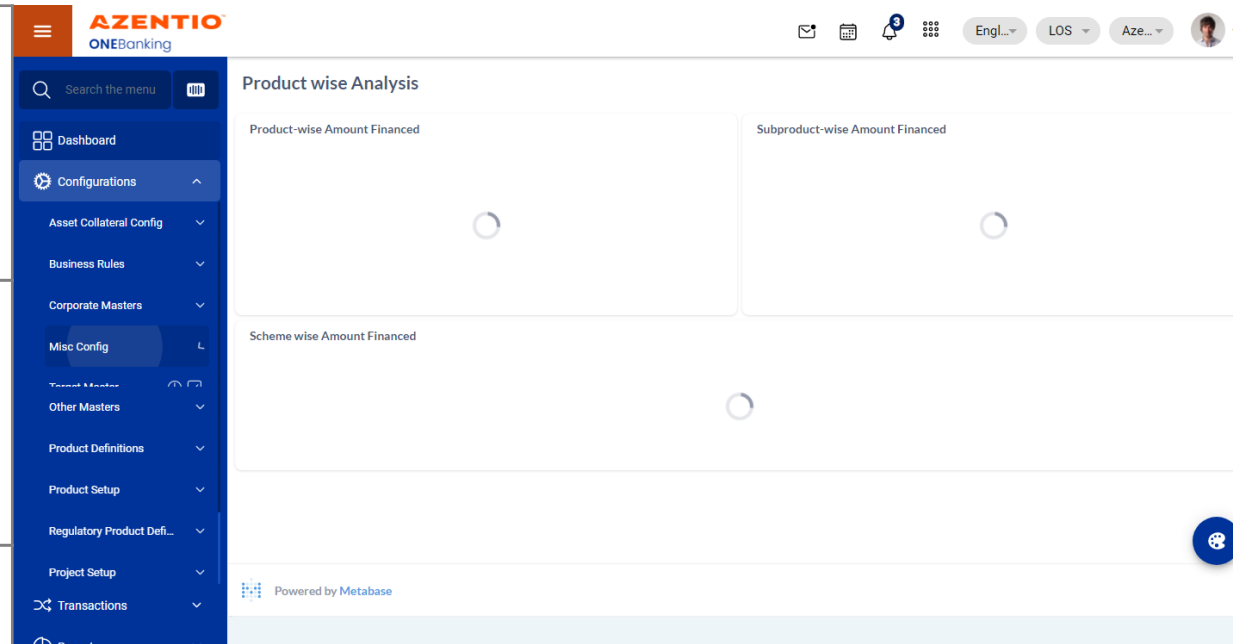 AZENTIO
ONEBanking
3
Engl...
LOS
Aze...
Search the menu
Product wise Analysis
Dashboard
Configurations
Asset Collateral Config
Business Rules
Corporate Masters
Misc Config
Target Master
Other Masters
Product Definitions
Product Setup
Regulatory Product Defi...
Project Setup
Transactions
Product-wise Amount Financed
Subproduct-wise Amount Financed
Scheme wise Amount Financed
Powered by Metabase